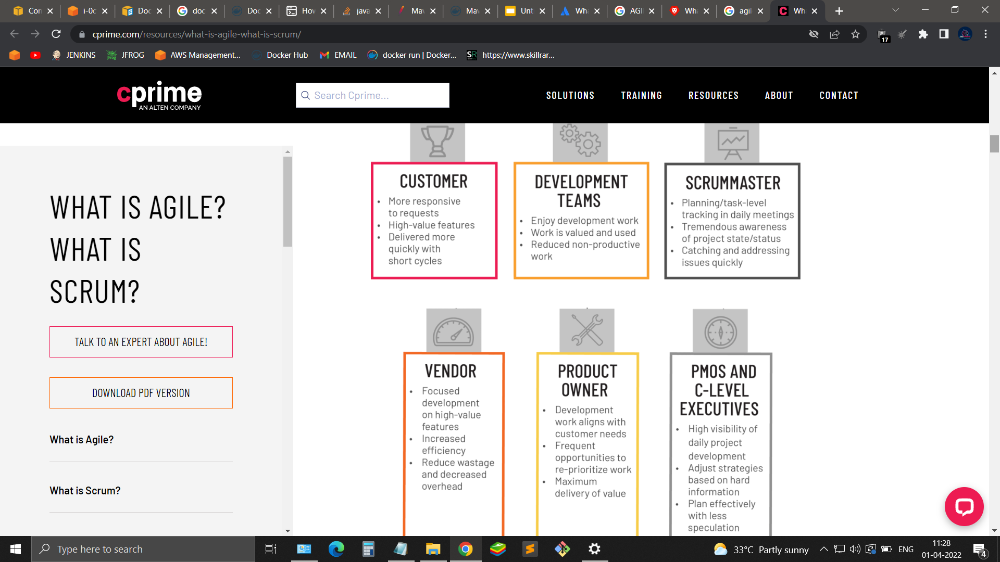 Con
i-0c
Doc
doc
Doc
How
java
Mav
Mav
Unt
Wha
AGI
Wha
agil
Wha
cprime.com/resources/what-is-agile-what-is-scrum/
17
JENKINS
JFROG
AWS Management...
Docker Hub
EMAIL
docker run | Docker...
SR
https://www.skillrar...
cprime
AN ALTEN COMPANY
Search Cprime...
SOLUTIONS
TRAINING
RESOURCES
ABOUT
CONTACT
WHAT IS AGILE?
WHAT IS
SCRUM?
TALK TO AN EXPERT ABOUT AGILE!
DOWNLOAD PDF VERSION
What is Agile?
What is Scrum?
CUSTOMER
• More responsive
to requests
• High-value features
• Delivered more
quickly with
short cycles
DEVELOPMENT
TEAMS
• Enjoy development work
• Work is valued and used
• Reduced non-productive
work
SCRUMMASTER
• Planning/task-level
tracking in daily meetings
• Tremendous awareness
of project state/status
• Catching and addressing
issues quickly
VENDOR
• Focused
development
on high-value
features
• Increased
efficiency
• Reduce wastage
and decreased
overhead
PRODUCT
OWNER
• Development
work aligns with
customer needs
• Frequent
opportunities to
re-prioritize work
• Maximum
delivery of value
PMOS AND
C-LEVEL
EXECUTIVES
• High visibility of
daily project
development
• Adjust strategies
based on hard
information
• Plan effectively
with less
speculation
Type here to search
33°C Partly sunny
ENG
11:28
01-04-2022
4